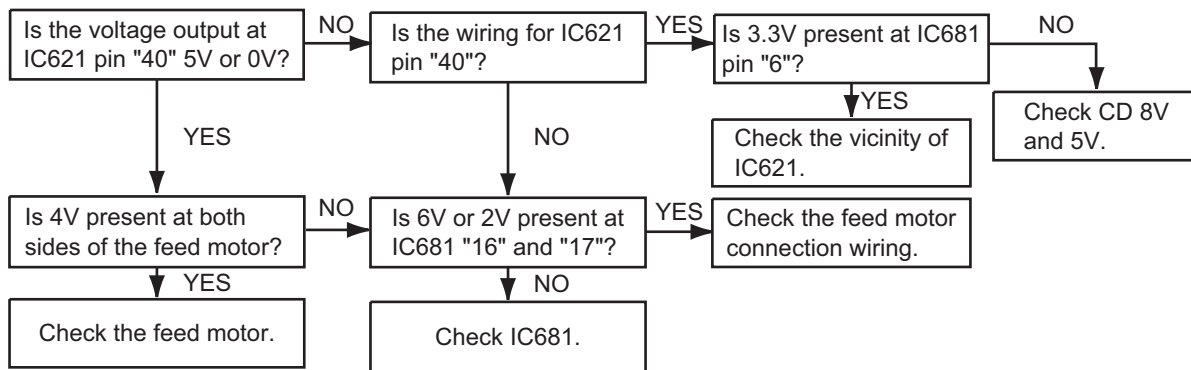 Is the voltage output at
IC621 pin "40" 5V or 0V?
NO
Is the wiring for IC621
pin "40"?
YES
Is 3.3V present at IC681
pin "6"?
NO
YES
NO
YES
Check the vicinity of
IC621.
Check CD 8V
and 5V.
Is 4V present at both
sides of the feed motor?
NO
Is 6V or 2V present at
IC681 "16" and "17"?
YES
Check the feed motor
connection wiring.
YES
NO
Check the feed motor.
Check IC681.